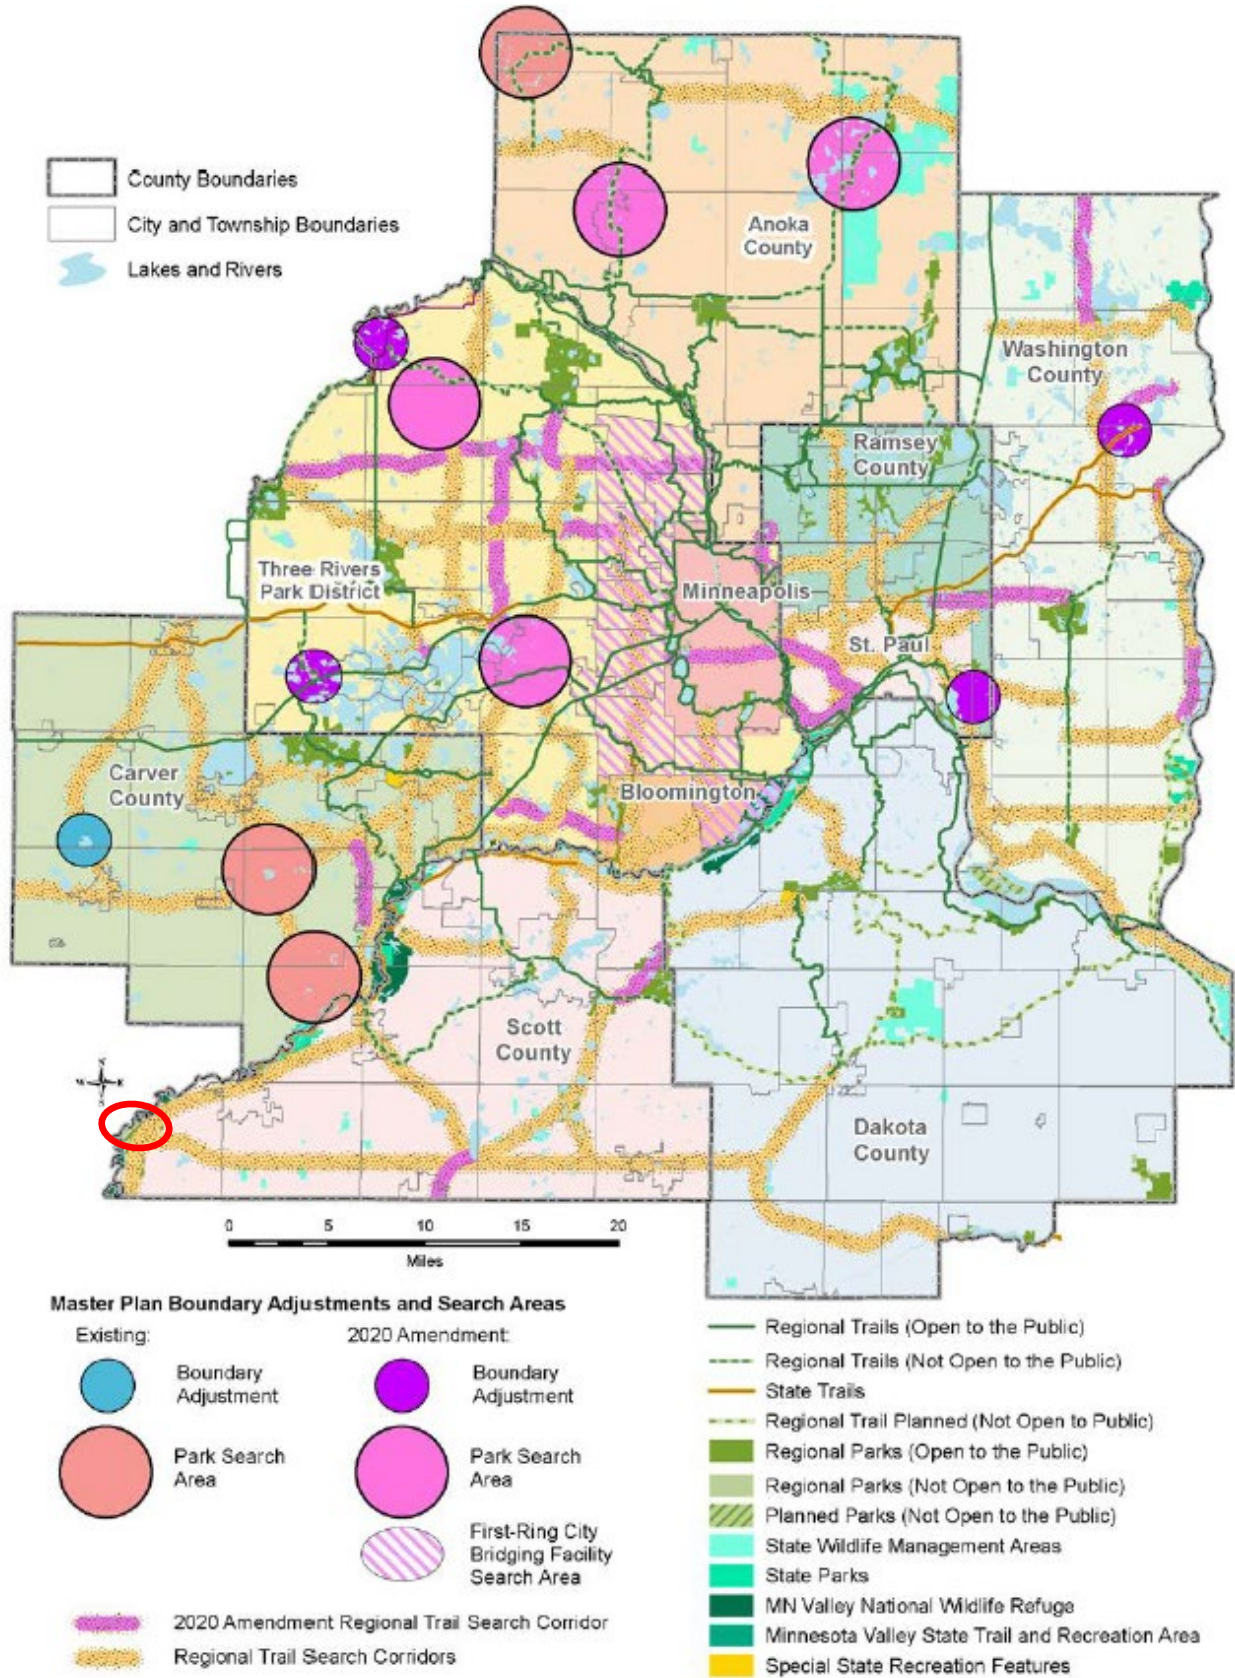 County Boundaries
City and Township Boundaries
Lakes and Rivers
Anoka
County
Washington
County
Ramsey
County
Three Rivers
Park District
Minneapolis
St. Paul
Carver
County
Bloomington
Scott
County
Dakota
County
N
W E
S
0 5 10 15 20
Miles
Master Plan Boundary Adjustments and Search Areas
Existing:
Boundary
Adjustment
Park Search
Area
2020 Amendment:
Boundary
Adjustment
Park Search
Area
First-Ring City
Bridging Facility
Search Area
2020 Amendment Regional Trail Search Corridor
Regional Trail Search Corridors
Regional Trails (Open to the Public)
Regional Trails (Not Open to the Public)
State Trails
Regional Trail Planned (Not Open to Public)
Regional Parks (Open to the Public)
Regional Parks (Not Open to the Public)
Planned Parks (Not Open to the Public)
State Wildlife Management Areas
State Parks
MN Valley National Wildlife Refuge
Minnesota Valley State Trail and Recreation Area
Special State Recreation Features